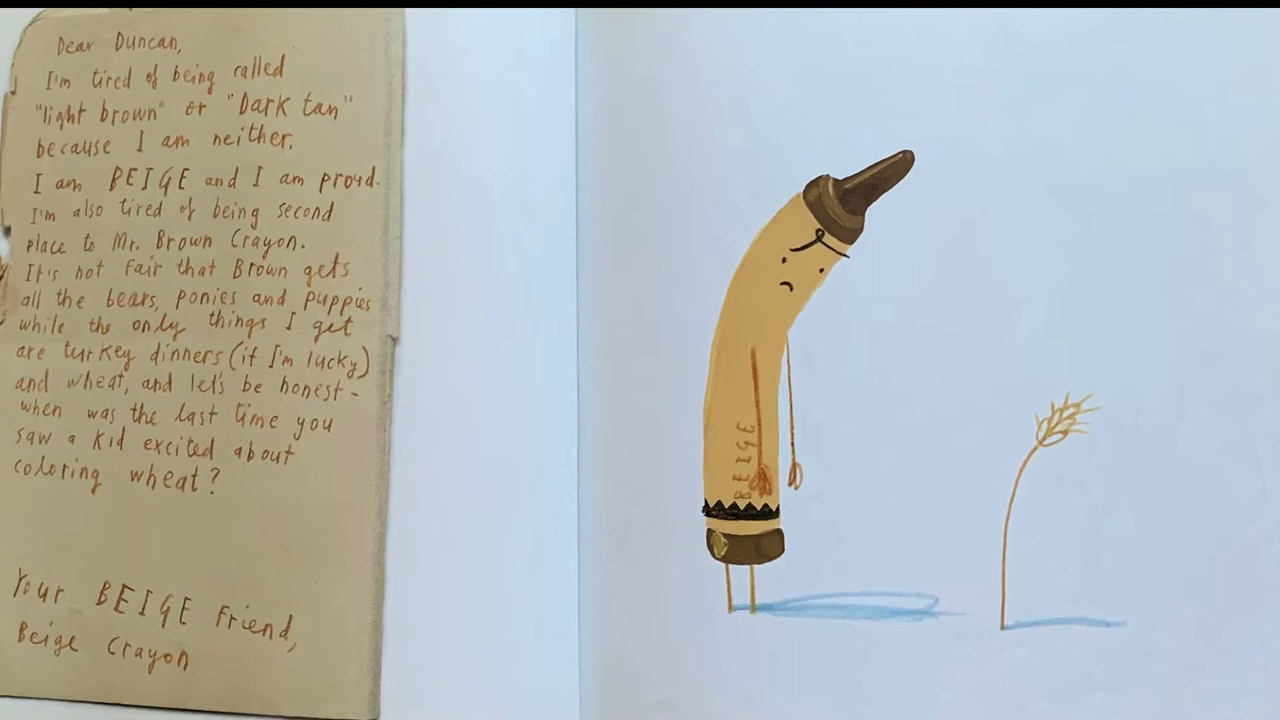 Dear Duncan,
I'm tired of being called
"light brown" or "Dark tan"
because I am neither.
I am BEIGE and I am proud.
I'm also tired of being second
place to Mr. Brown Crayon.
It's not fair that Brown gets
all the bears, ponies and puppies
while the only things I get
are turkey dinners (if I'm lucky)
and wheat, and let's be honest-
when was the last time you
saw a kid excited about
coloring wheat?
Your BEIGE friend,
Beige Crayon
BEIGE